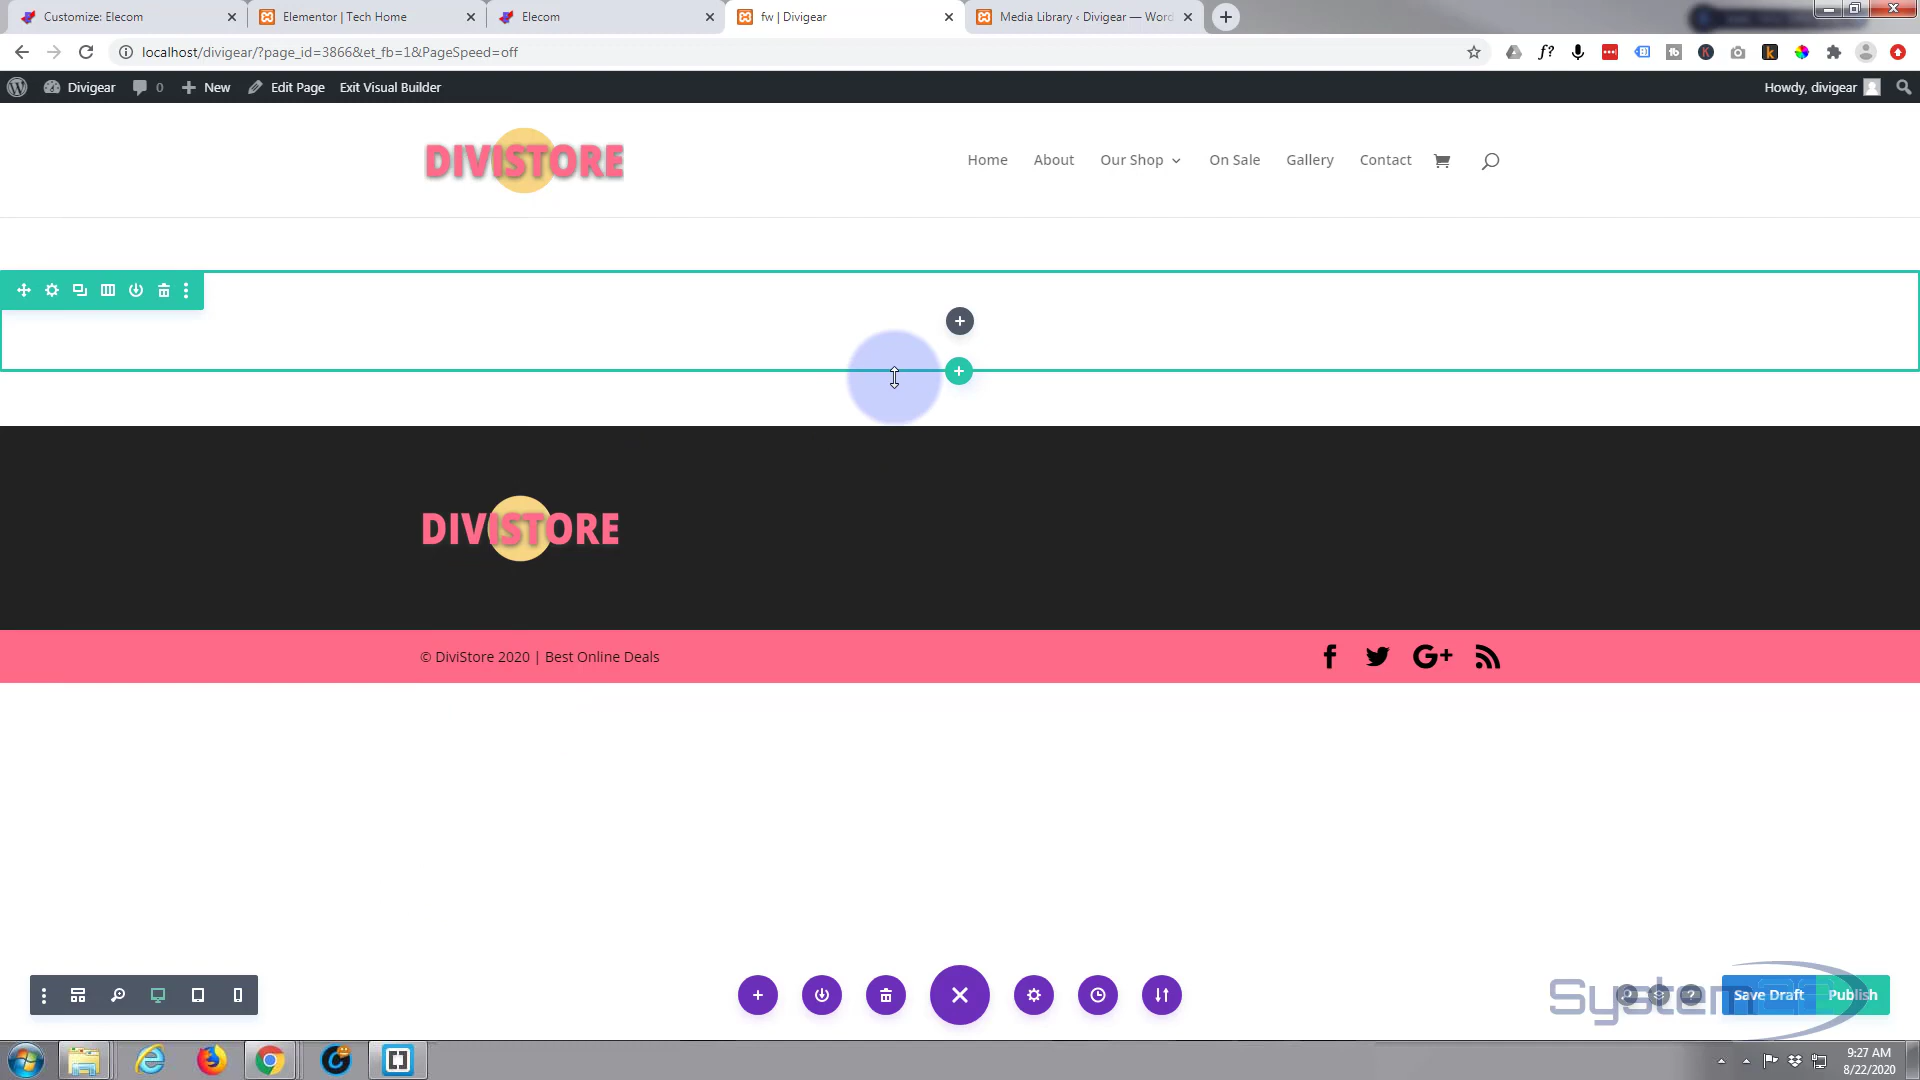 Customize: Elecom
Elementor | Tech Home
Elecom
fw | Divigear
Media Library ‹ Divigear — Word
localhost/divigear/?page_id=3866&et_fb=1&PageSpeed=off
Divigear
0
New
Edit Page
Exit Visual Builder
Howdy, divigear
DIVISTORE
Home
About
Our Shop
On Sale
Gallery
Contact
DIVISTORE
© DiviStore 2020 | Best Online Deals
Save Draft
Publish
9:27 AM
8/22/2020